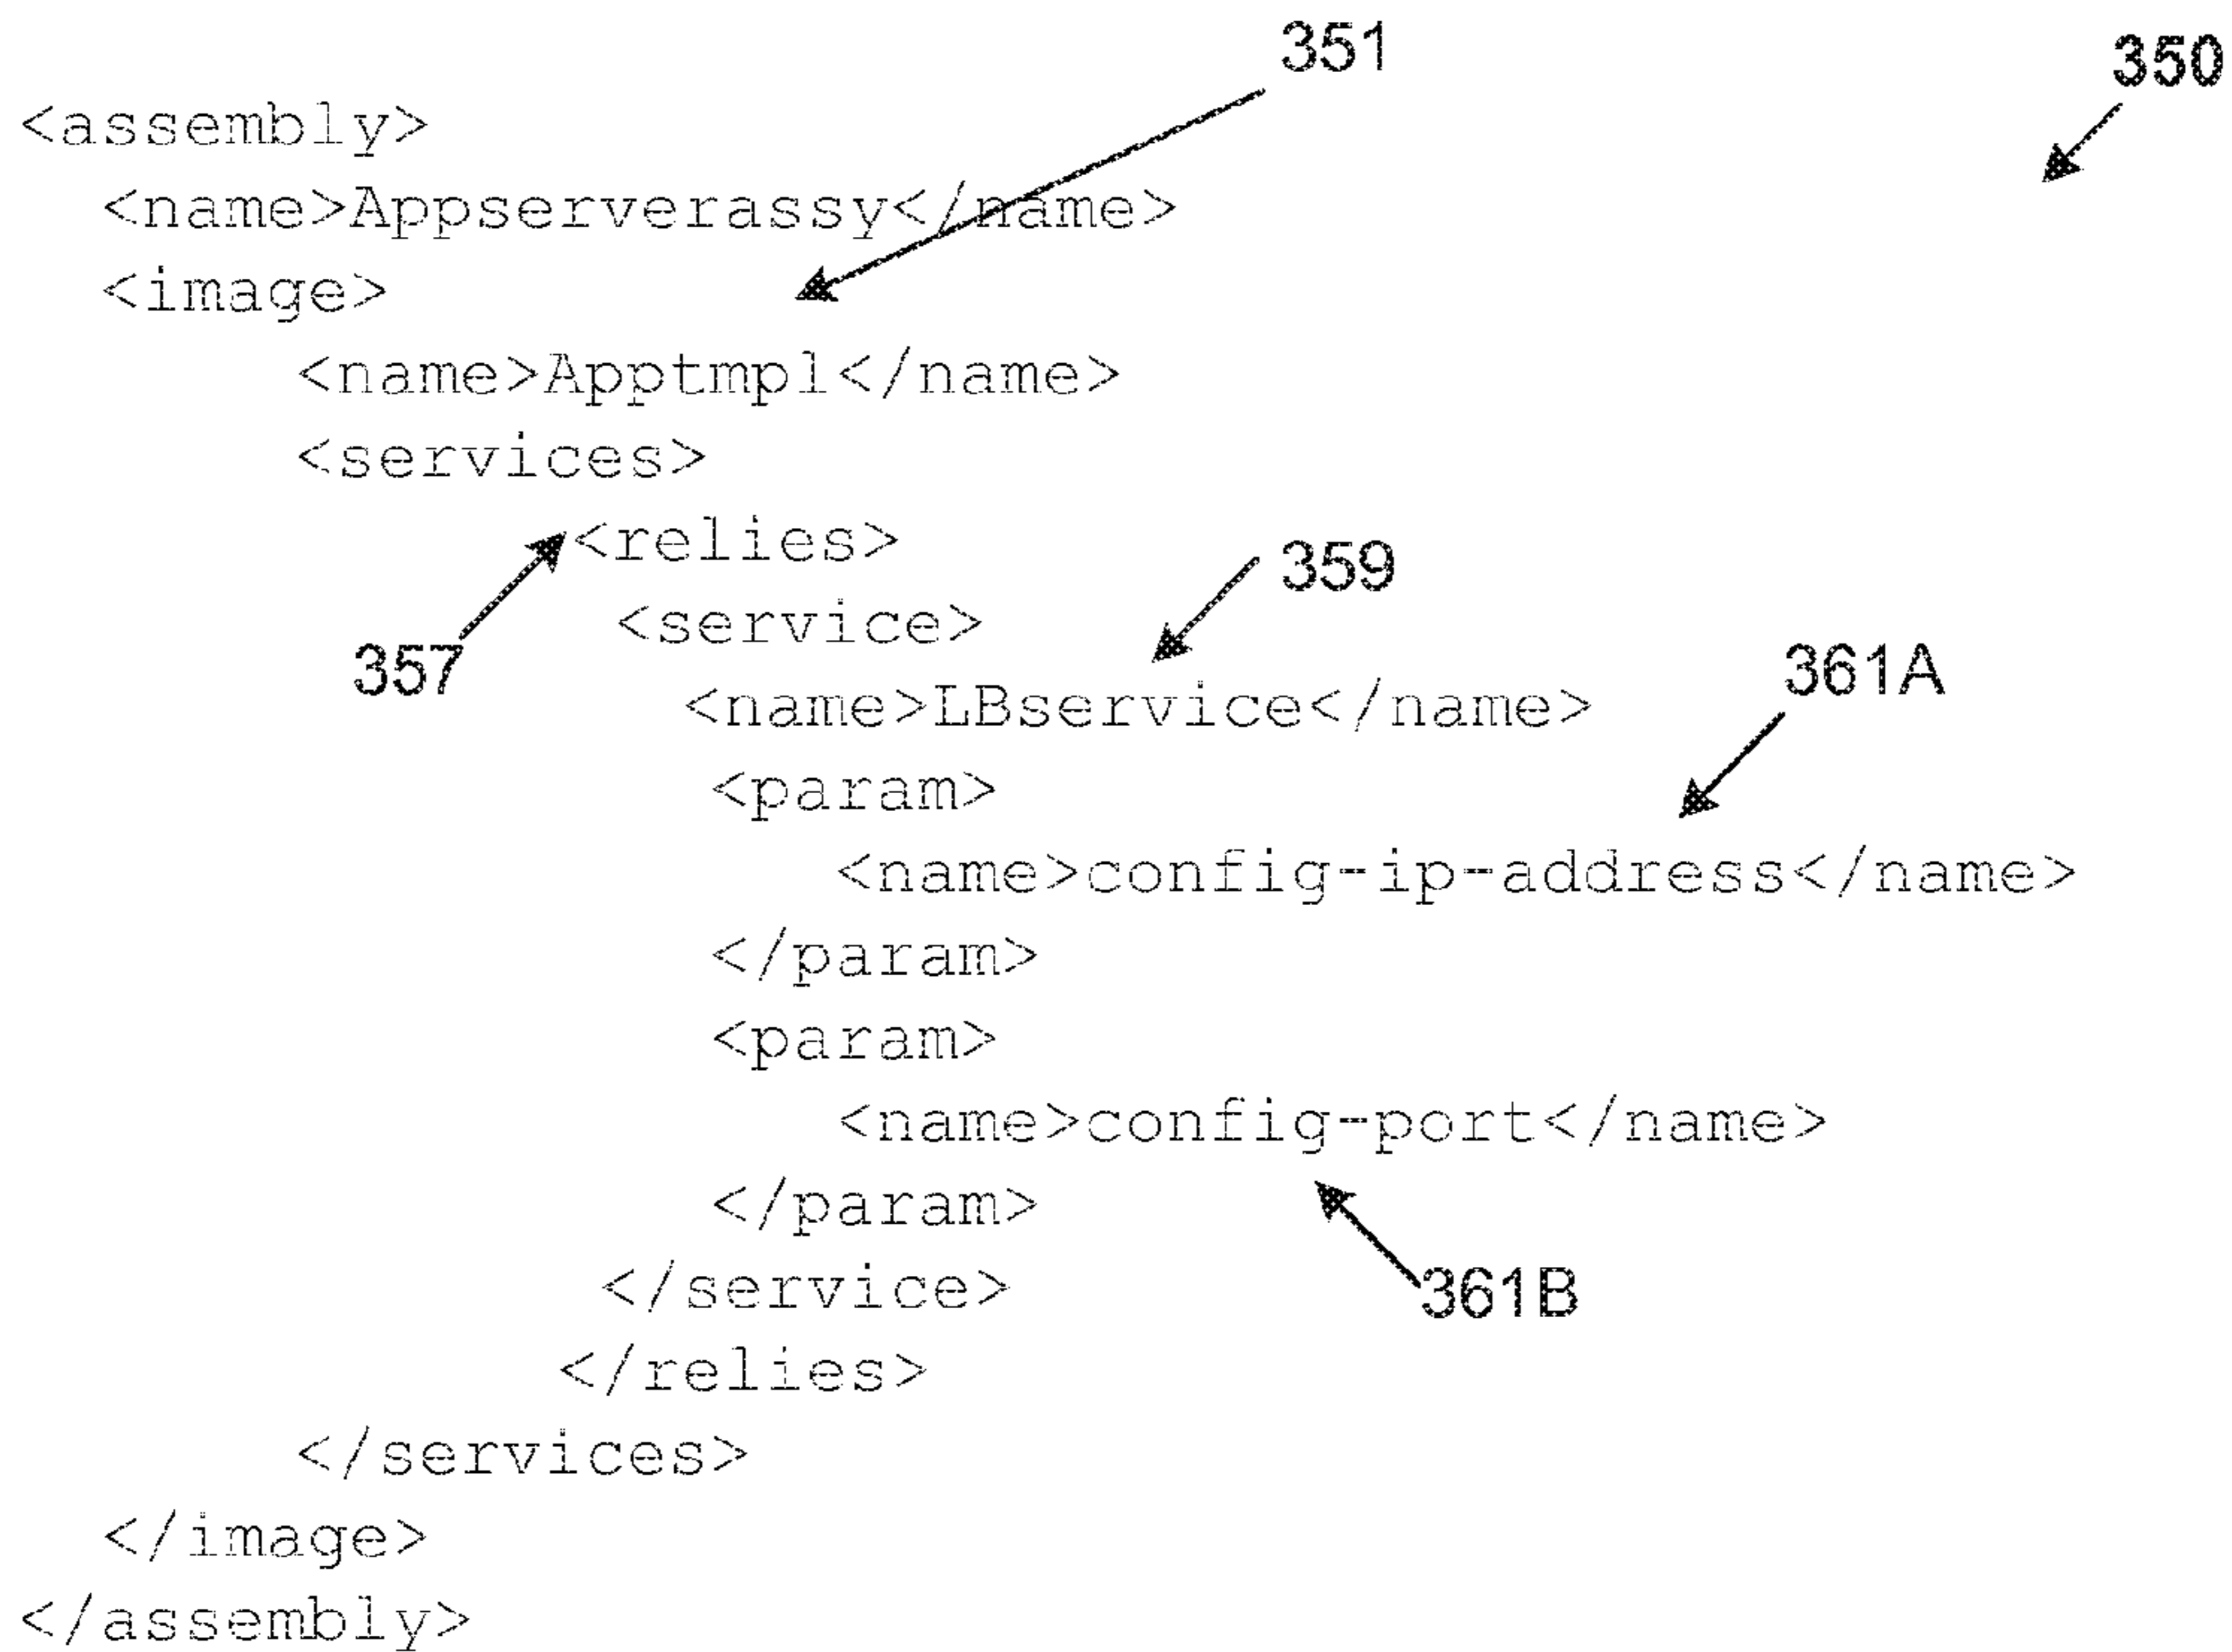 351
350
<assembly>
<name>Appserverassy</name>
<image>
<name>Apptmpl</name>
<services>
<relies>
359
<service>
357
361A
<name>LBservice</name>
<param>
<name>config-ip-address</name>
</param>
<param>
<name>config-port</name>
</param>
</service>
361B
</relies>
</services>
</image>
</assembly>